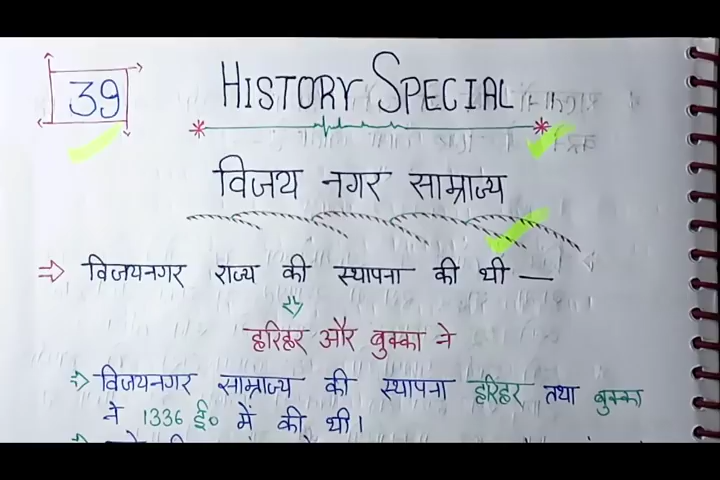 39
HISTORY SPECIAL
विजय नगर साम्राज्य
⇒ विजयनगर राज्य की स्थापना की थी —
हरिहर और बुक्का ने
⇒ विजयनगर साम्राज्य की स्थापना हरिहर तथा बुक्का
ने 1336 ई० में की थी।